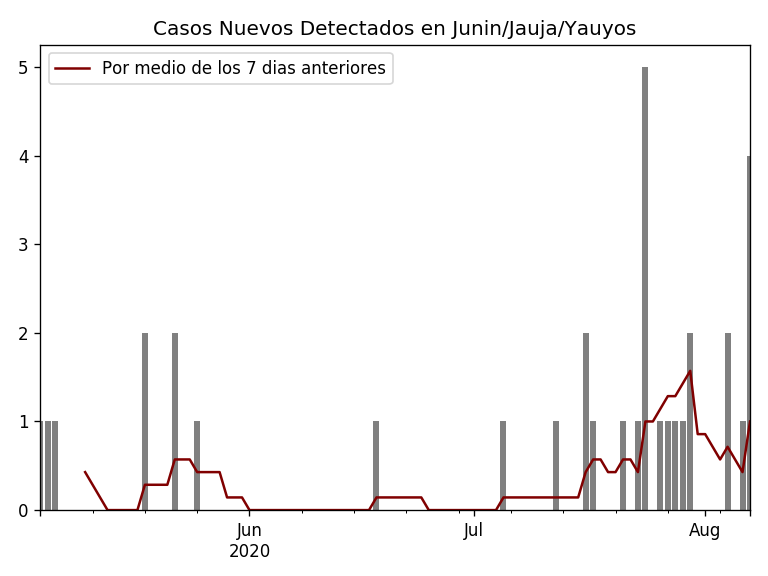 Casos Nuevos Detectados en Junin/Jauja/Yauyos
Por medio de los 7 dias anteriores
5
4
3
2
1
0
Jun
2020
Jul
Aug